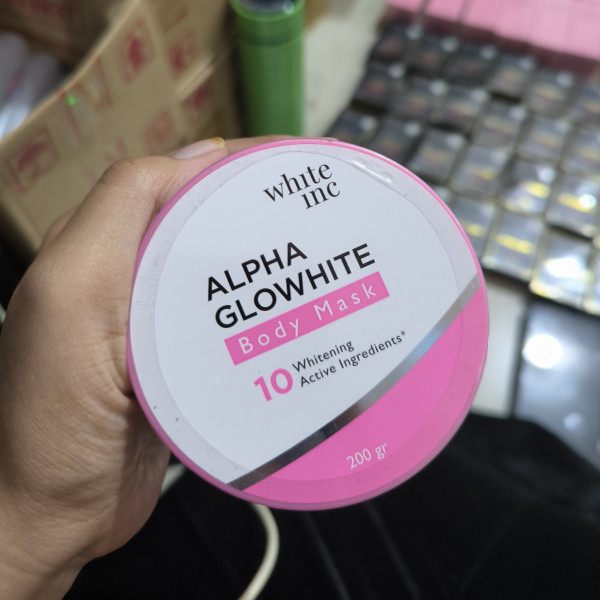 white
inc
ALPHA
GLOWHITE
Body Mask
10 Whitening
Active Ingredients*
200 gr